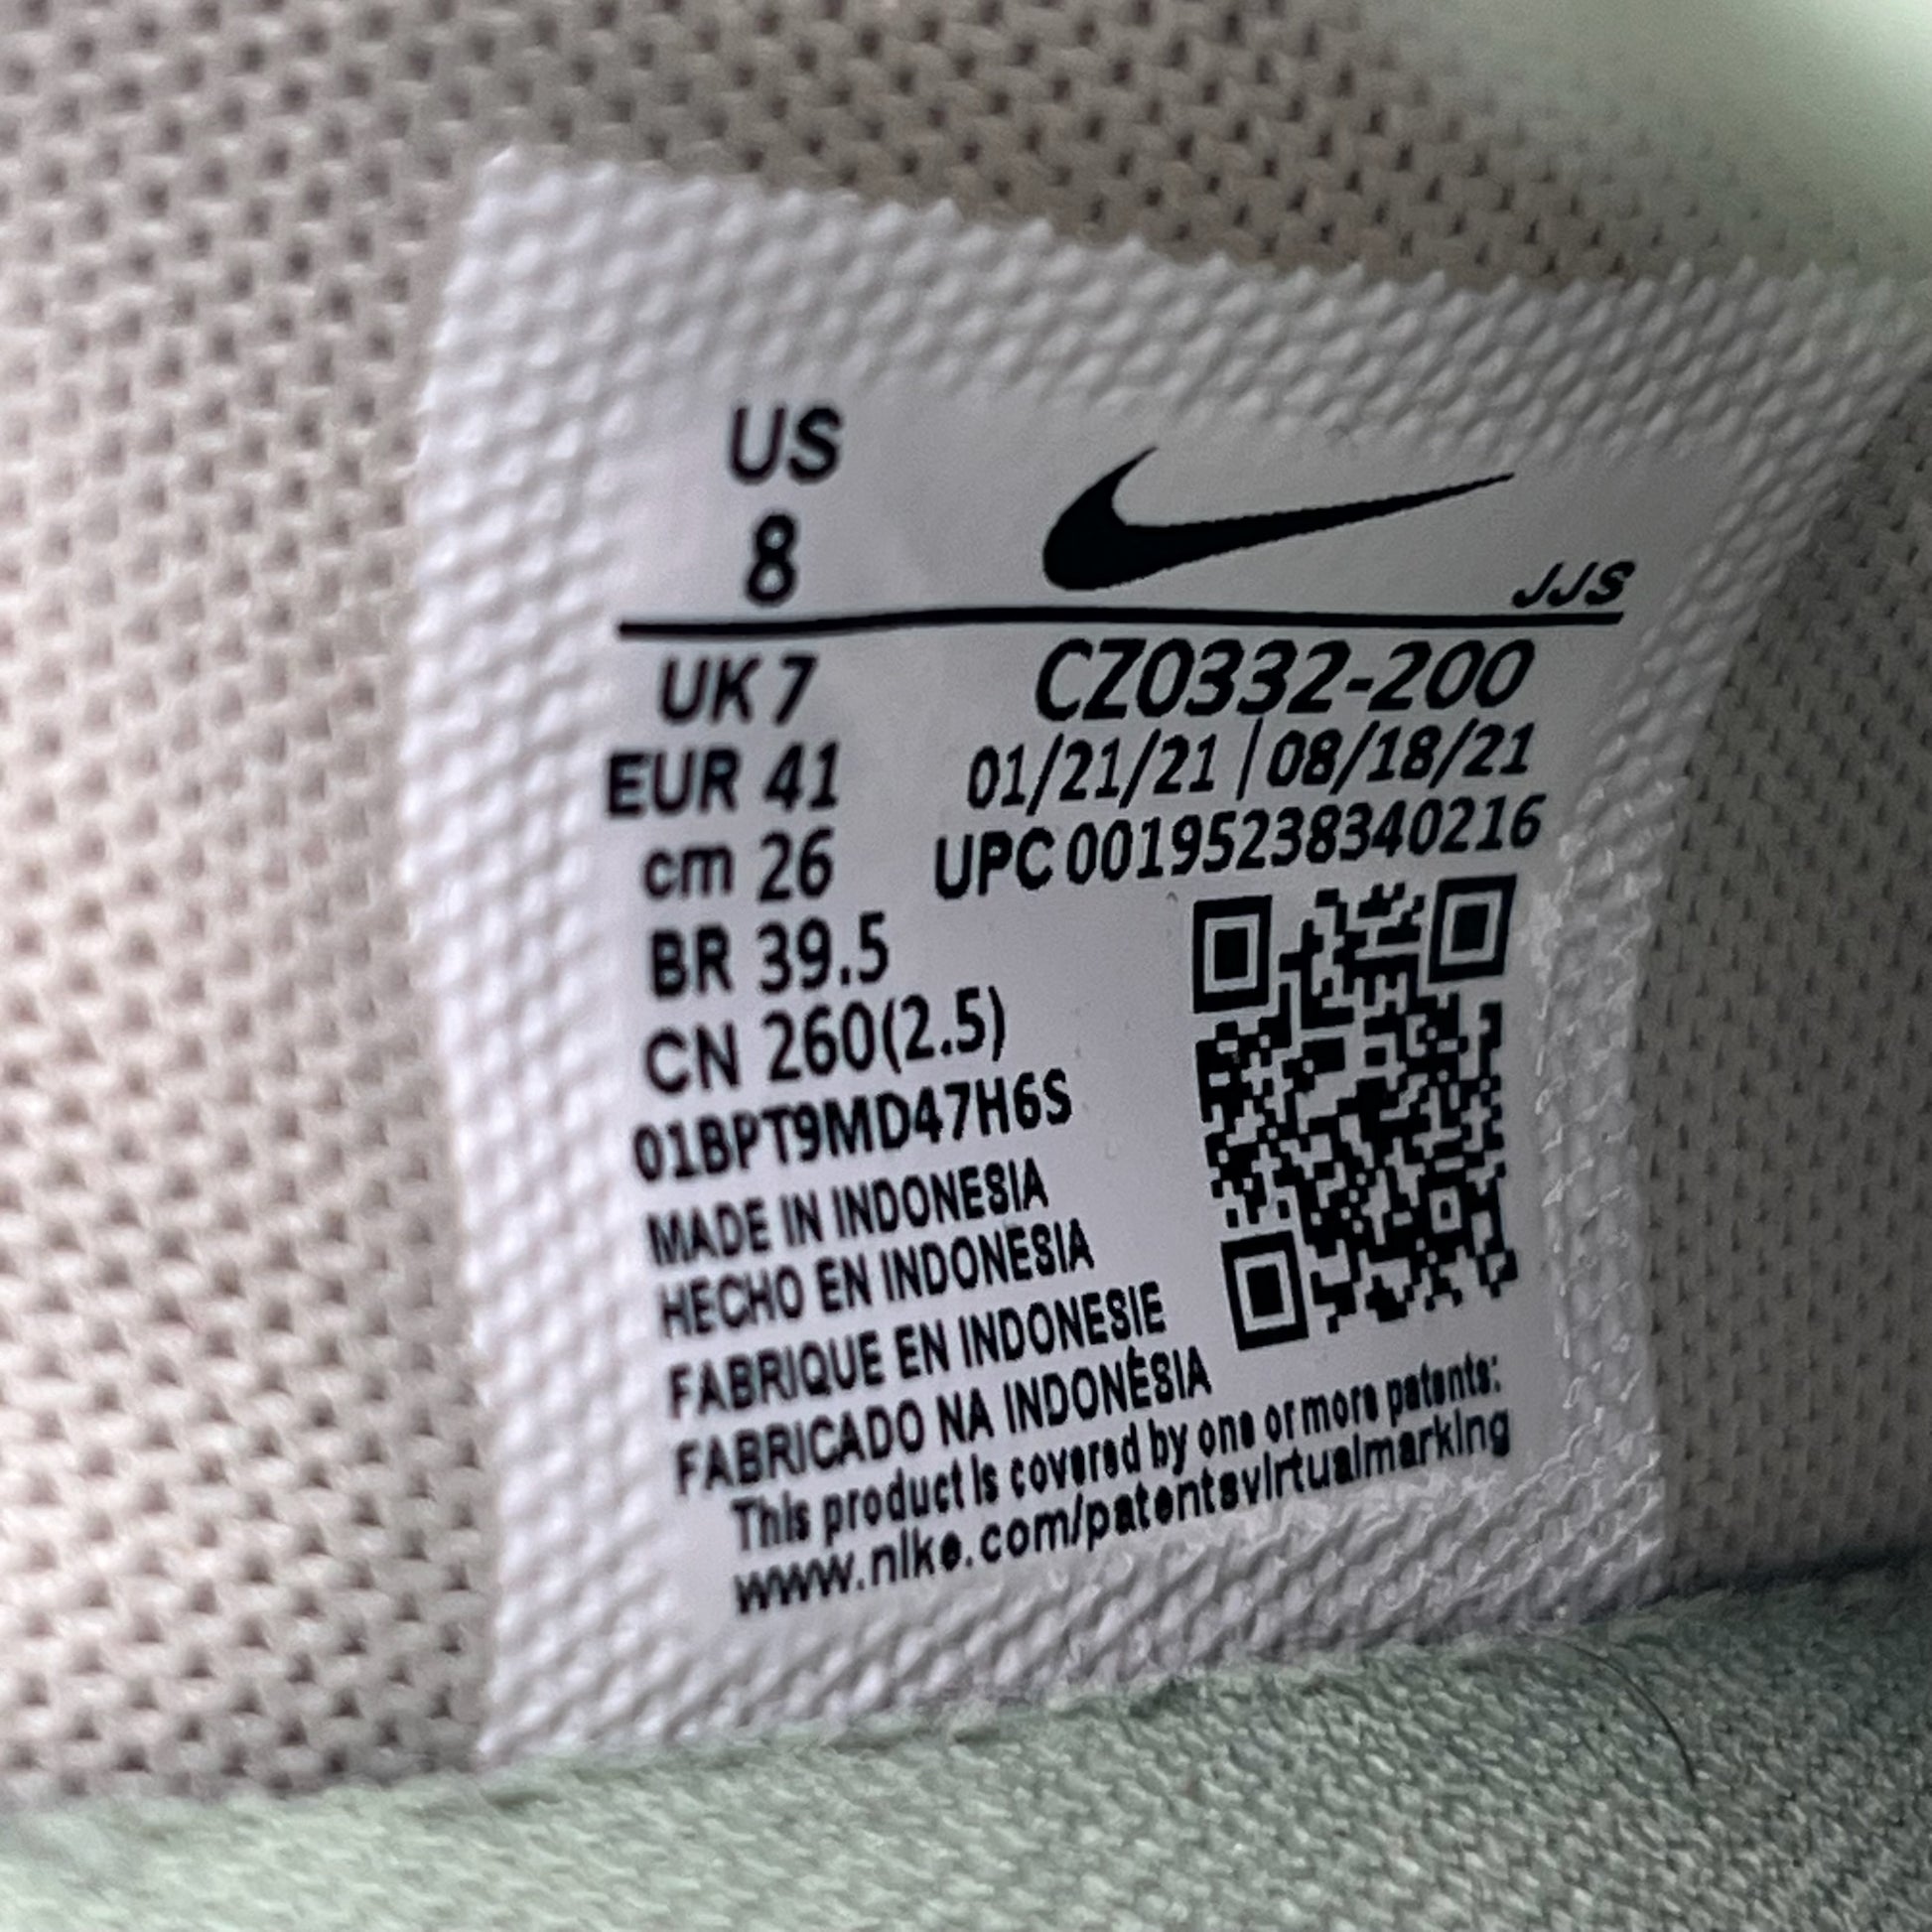 US
8
JJS
UK 7
CZ0332-200
EUR 41
01/21/21 | 08/18/21
cm 26
UPC 00195238340216
BR 39.5
CN 260(2.5)
01BPT9MD47H6S
MADE IN INDONESIA
HECHO EN INDONESIA
FABRIQUE EN INDONESIE
FABRICADO NA INDONÉSIA
This product is covered by one or more patents:
www.nike.com/patentsvirtualmarking